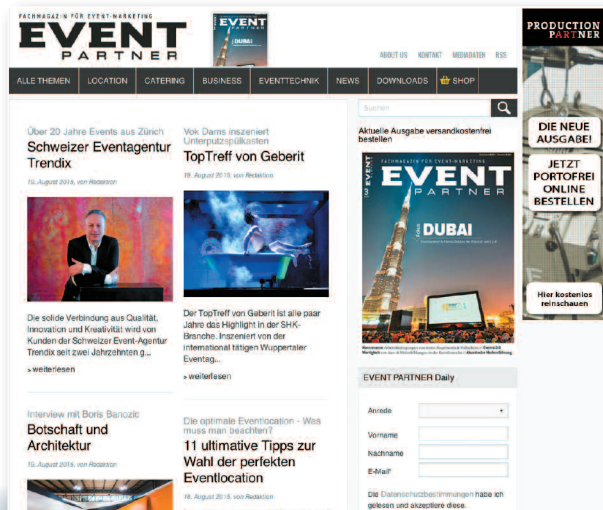 FACHMAGAZIN FÜR EVENT-MARKETING
EVENT
PARTNER
EVENT
DUBAI
ABOUT US KONTAKT MEDIADATEN RSS
ALLE THEMEN LOCATION CATERING BUSINESS EVENTTECHNIK NEWS DOWNLOADS SHOP
Über 20 Jahre Events aus Zürich
Schweizer Eventagentur
Trendix
19. August 2015, von Redaktion
Die solide Verbindung aus Qualität,
Innovation und Kreativität wird von
Kunden der Schweizer Event-Agentur
Trendix seit zwei Jahrzehnten g...
» weiterlesen
Interview mit Boris Banozic
Botschaft und
Architektur
19. August 2015, von Redaktion
Vok Dams inszeniert
Unterputzspülkasten
TopTreff von Geberit
19. August 2015, von Redaktion
Der TopTreff von Geberit ist alle paar
Jahre das Highlight in der SHK-
Branche. Inszeniert von der
international tätigen Wuppertaler
Eventag...
» weiterlesen
Die optimale Eventlocation - Was
muss man beachten?
11 ultimative Tipps zur
Wahl der perfekten
Eventlocation
18. August 2015, von Redaktion
Suchen
Aktuelle Ausgabe versandkostenfrei
bestellen
FACHMAGAZIN FÜR EVENT-MARKETING
EVENT
PARTNER
DUBAI
EVENT PARTNER Daily
Anrede
Vorname
Nachname
E-Mail*
Die Datenschutzbestimmungen habe ich
gelesen und akzeptiere diese.
PRODUCTION
PARTNER
DIE NEUE
AUSGABE!
JETZT
PORTOFREI
ONLINE
BESTELLEN
Hier kostenlos
reinschauen